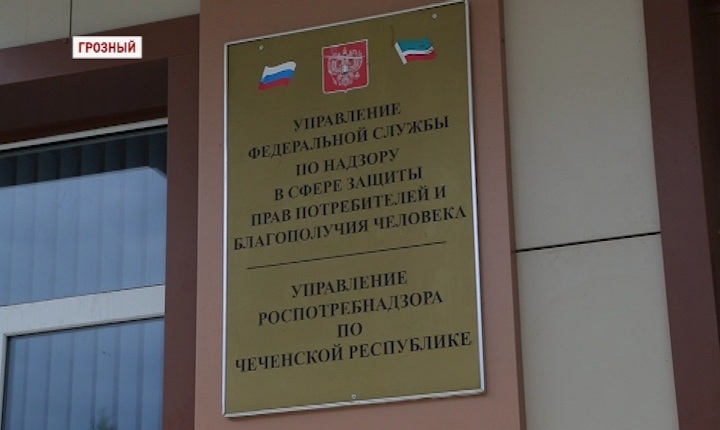 ГРОЗНЫЙ
УПРАВЛЕНИЕ
ФЕДЕРАЛЬНОЙ СЛУЖБЫ
ПО НАДЗОРУ
В СФЕРЕ ЗАЩИТЫ
ПРАВ ПОТРЕБИТЕЛЕЙ И
БЛАГОПОЛУЧИЯ ЧЕЛОВЕКА
УПРАВЛЕНИЕ
РОСПОТРЕБНАДЗОРА
ПО
ЧЕЧЕНСКОЙ РЕСПУБЛИКЕ